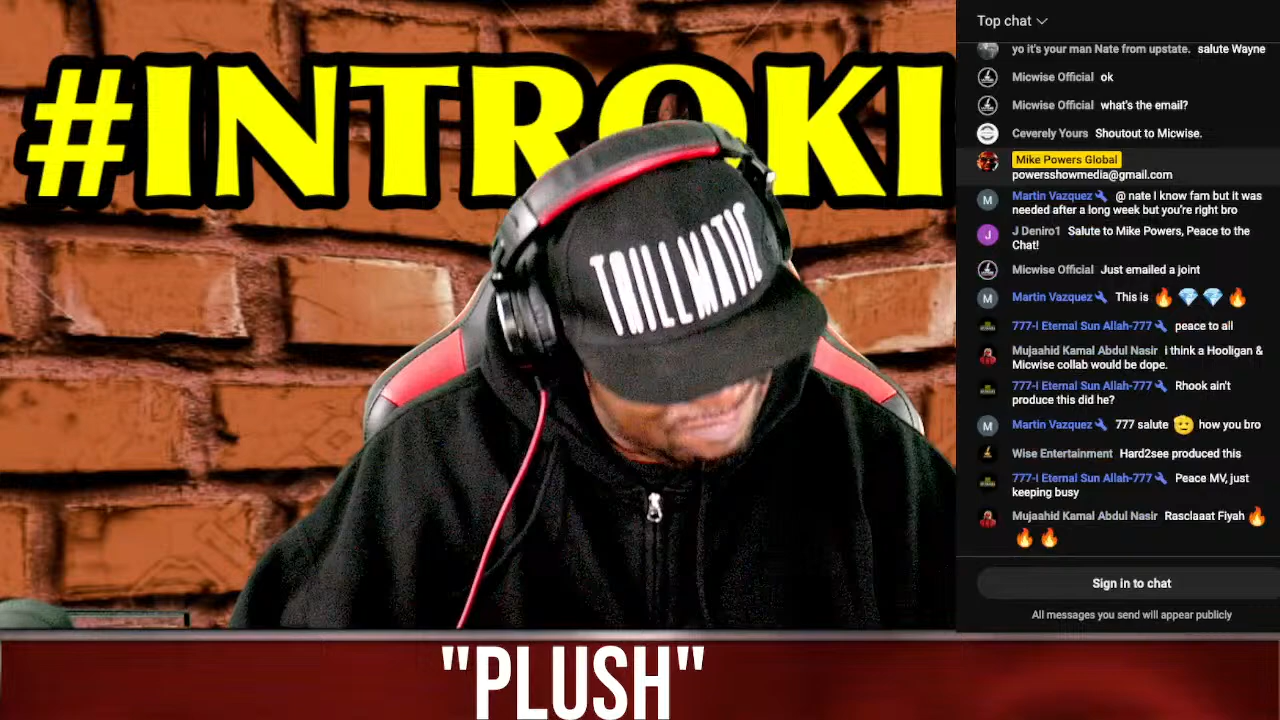 #INTROKI
TRILLMATIC
"PLUSH"
Top chat
yo it's your man Nate from upstate. salute Wayne
Micwise Official ok
Micwise Official what's the email?
Ceverely Yours Shoutout to Micwise.
Mike Powers Global
powersshowmedia@gmail.com
Martin Vazquez @ nate I know fam but it was
needed after a long week but you're right bro
J Deniro1 Salute to Mike Powers, Peace to the
Chat!
Micwise Official Just emailed a joint
M
Martin Vazquez This is 🔥💎💎🔥
777-I Eternal Sun Allah-777 peace to all
Mujaahid Kamal Abdul Nasir i think a Hooligan &
Micwise collab would be dope.
777-I Eternal Sun Allah-777 Rhook ain't
produce this did he?
Martin Vazquez 777 salute 🫡 how you bro
Wise Entertainment Hard2see produced this
777-I Eternal Sun Allah-777 Peace MV, just
keeping busy
Mujaahid Kamal Abdul Nasir Rasclaaat Fiyah 🔥
🔥🔥
Sign in to chat
All messages you send will appear publicly